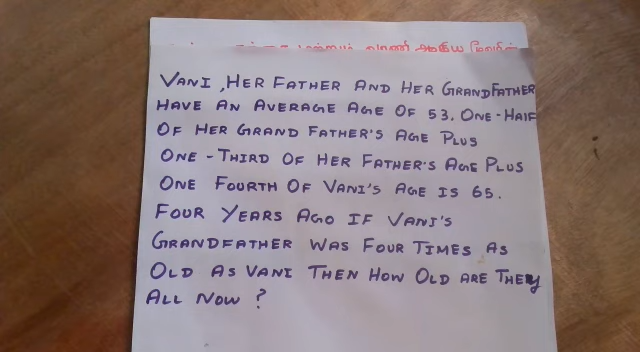 வாணி ஆகிய மூவரின்
VANI, HER FATHER AND HER GRANDFATHER
HAVE AN AVERAGE AGE OF 53. ONE-HALF
OF HER GRAND FATHER'S AGE PLUS
ONE-THIRD OF HER FATHER'S AGE PLUS
ONE FOURTH OF VANI'S AGE IS 65.
FOUR YEARS AGO IF VANI'S
GRANDFATHER WAS FOUR TIMES AS
OLD AS VANI THEN HOW OLD ARE THEY
ALL NOW ?